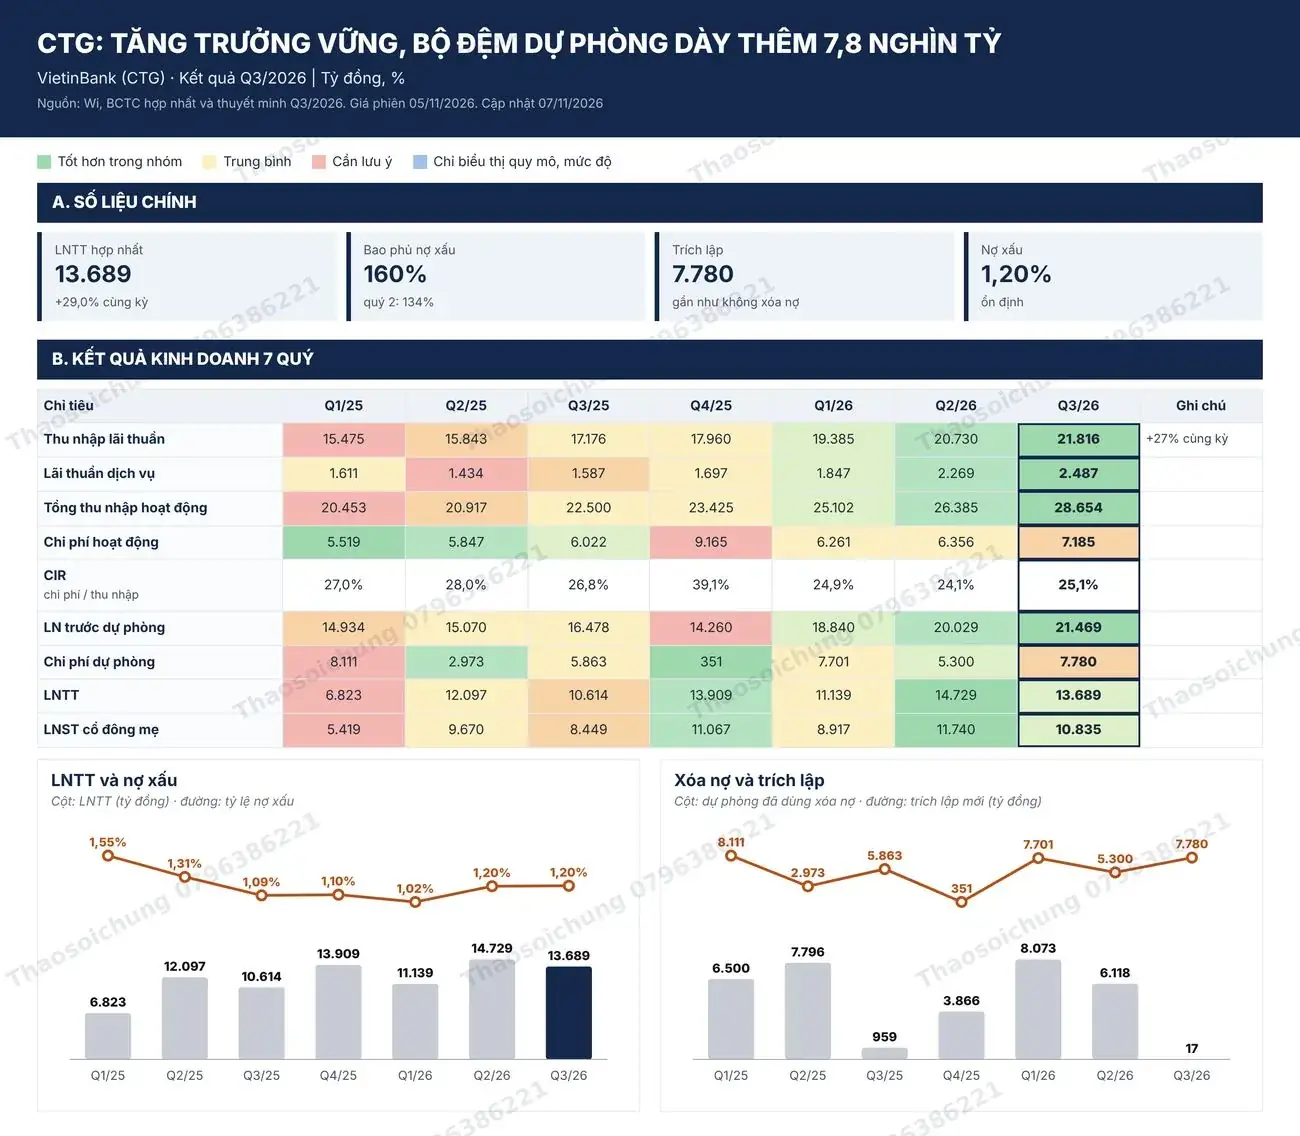 CTG: TĂNG TRƯỞNG VỮNG, BỘ ĐỆM DỰ PHÒNG DÀY THÊM 7,8 NGHÌN TỶ
VietinBank (CTG) · Kết quả Q3/2026 | Tỷ đồng, %
Nguồn: Wi, BCTC hợp nhất và thuyết minh Q3/2026. Giá phiên 05/11/2026. Cập nhật 07/11/2026
Tốt hơn trong nhóm Trung bình Cần lưu ý Chỉ biểu thị quy mô, mức độ
A. SỐ LIỆU CHÍNH
LNTT hợp nhất Bao phủ nợ xấu Trích lập Nợ xấu
13.689 160% 7.780 1,20%
+29,0% cùng kỳ quý 2: 134% gần như không xóa nợ ổn định
B. KẾT QUẢ KINH DOANH 7 QUÝ
Chỉ tiêu Q1/25 Q2/25 Q3/25 Q4/25 Q1/26 Q2/26 Q3/26 Ghi chú
Thu nhập lãi thuần 15.475 15.843 17.176 17.960 19.385 20.730 21.816 +27% cùng kỳ
Lãi thuần dịch vụ 1.611 1.434 1.587 1.697 1.847 2.269 2.487
Tổng thu nhập hoạt động 20.453 20.917 22.500 23.425 25.102 26.385 28.654
Chi phí hoạt động 5.519 5.847 6.022 9.165 6.261 6.356 7.185
CIR
chi phí / thu nhập 27,0% 28,0% 26,8% 39,1% 24,9% 24,1% 25,1%
LN trước dự phòng 14.934 15.070 16.478 14.260 18.840 20.029 21.469
Chi phí dự phòng 8.111 2.973 5.863 351 7.701 5.300 7.780
LNTT 6.823 12.097 10.614 13.909 11.139 14.729 13.689
LNST cổ đông mẹ 5.419 9.670 8.449 11.067 8.917 11.740 10.835
LNTT và nợ xấu
Cột: LNTT (tỷ đồng) · đường: tỷ lệ nợ xấu
1,55% 1,31% 1,09% 1,10% 1,02% 1,20% 1,20%
6.823 12.097 10.614 13.909 11.139 14.729 13.689
Q1/25 Q2/25 Q3/25 Q4/25 Q1/26 Q2/26 Q3/26
Xóa nợ và trích lập
Cột: dự phòng đã dùng xóa nợ · đường: trích lập mới (tỷ đồng)
8.111 2.973 5.863 351 7.701 5.300 7.780
6.500 7.796 959 3.866 8.073 6.118 17
Q1/25 Q2/25 Q3/25 Q4/25 Q1/26 Q2/26 Q3/26
Thaosoichung 0796386221